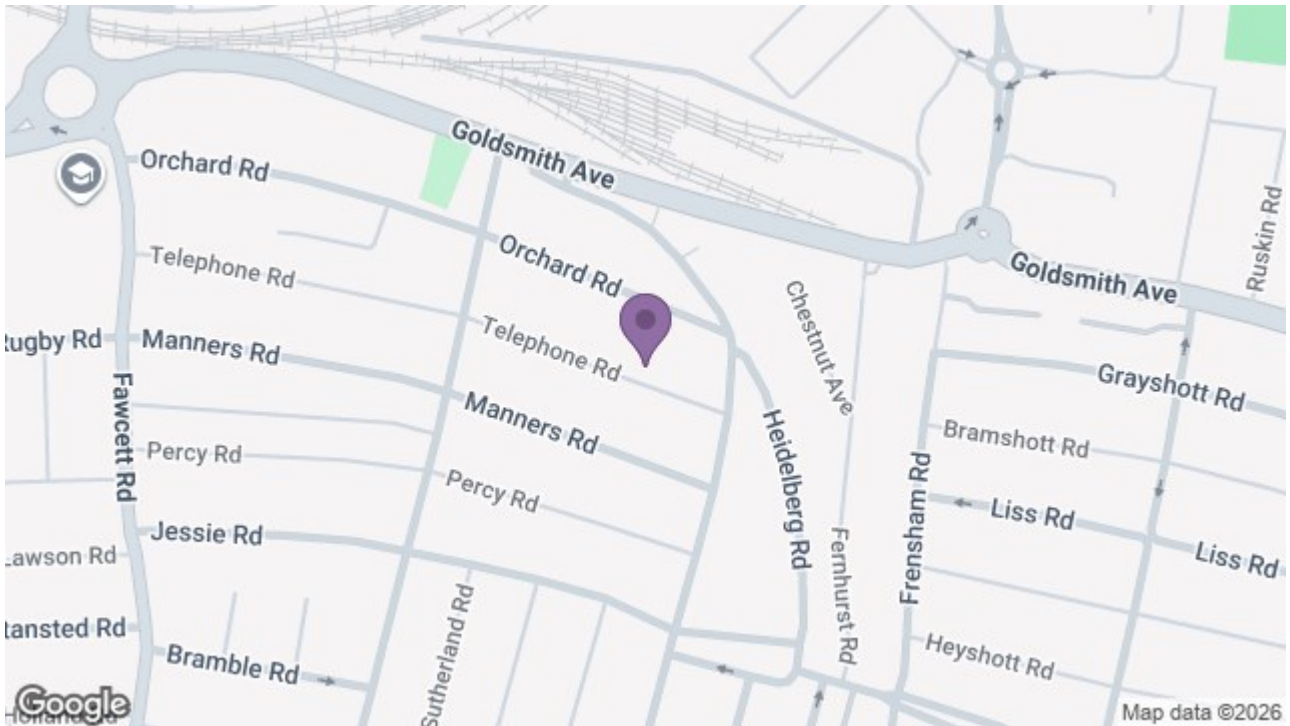 Goldsmith Ave
Orchard Rd
Ruskin Rd
Telephone Rd
Orchard Rd
Goldsmith Ave
Chestnut Ave
Rugby Rd
Manners Rd
Telephone Rd
Grayshott Rd
Fawcett Rd
Manners Rd
Heidelberg Rd
Bramshott Rd
Percy Rd
Percy Rd
Frensham Rd
Liss Rd
Jessie Rd
Lawson Rd
Liss Rd
Fernhurst Rd
Sutherland Rd
tansted Rd
Bramble Rd
Heyshott Rd
Google
Map data ©2026